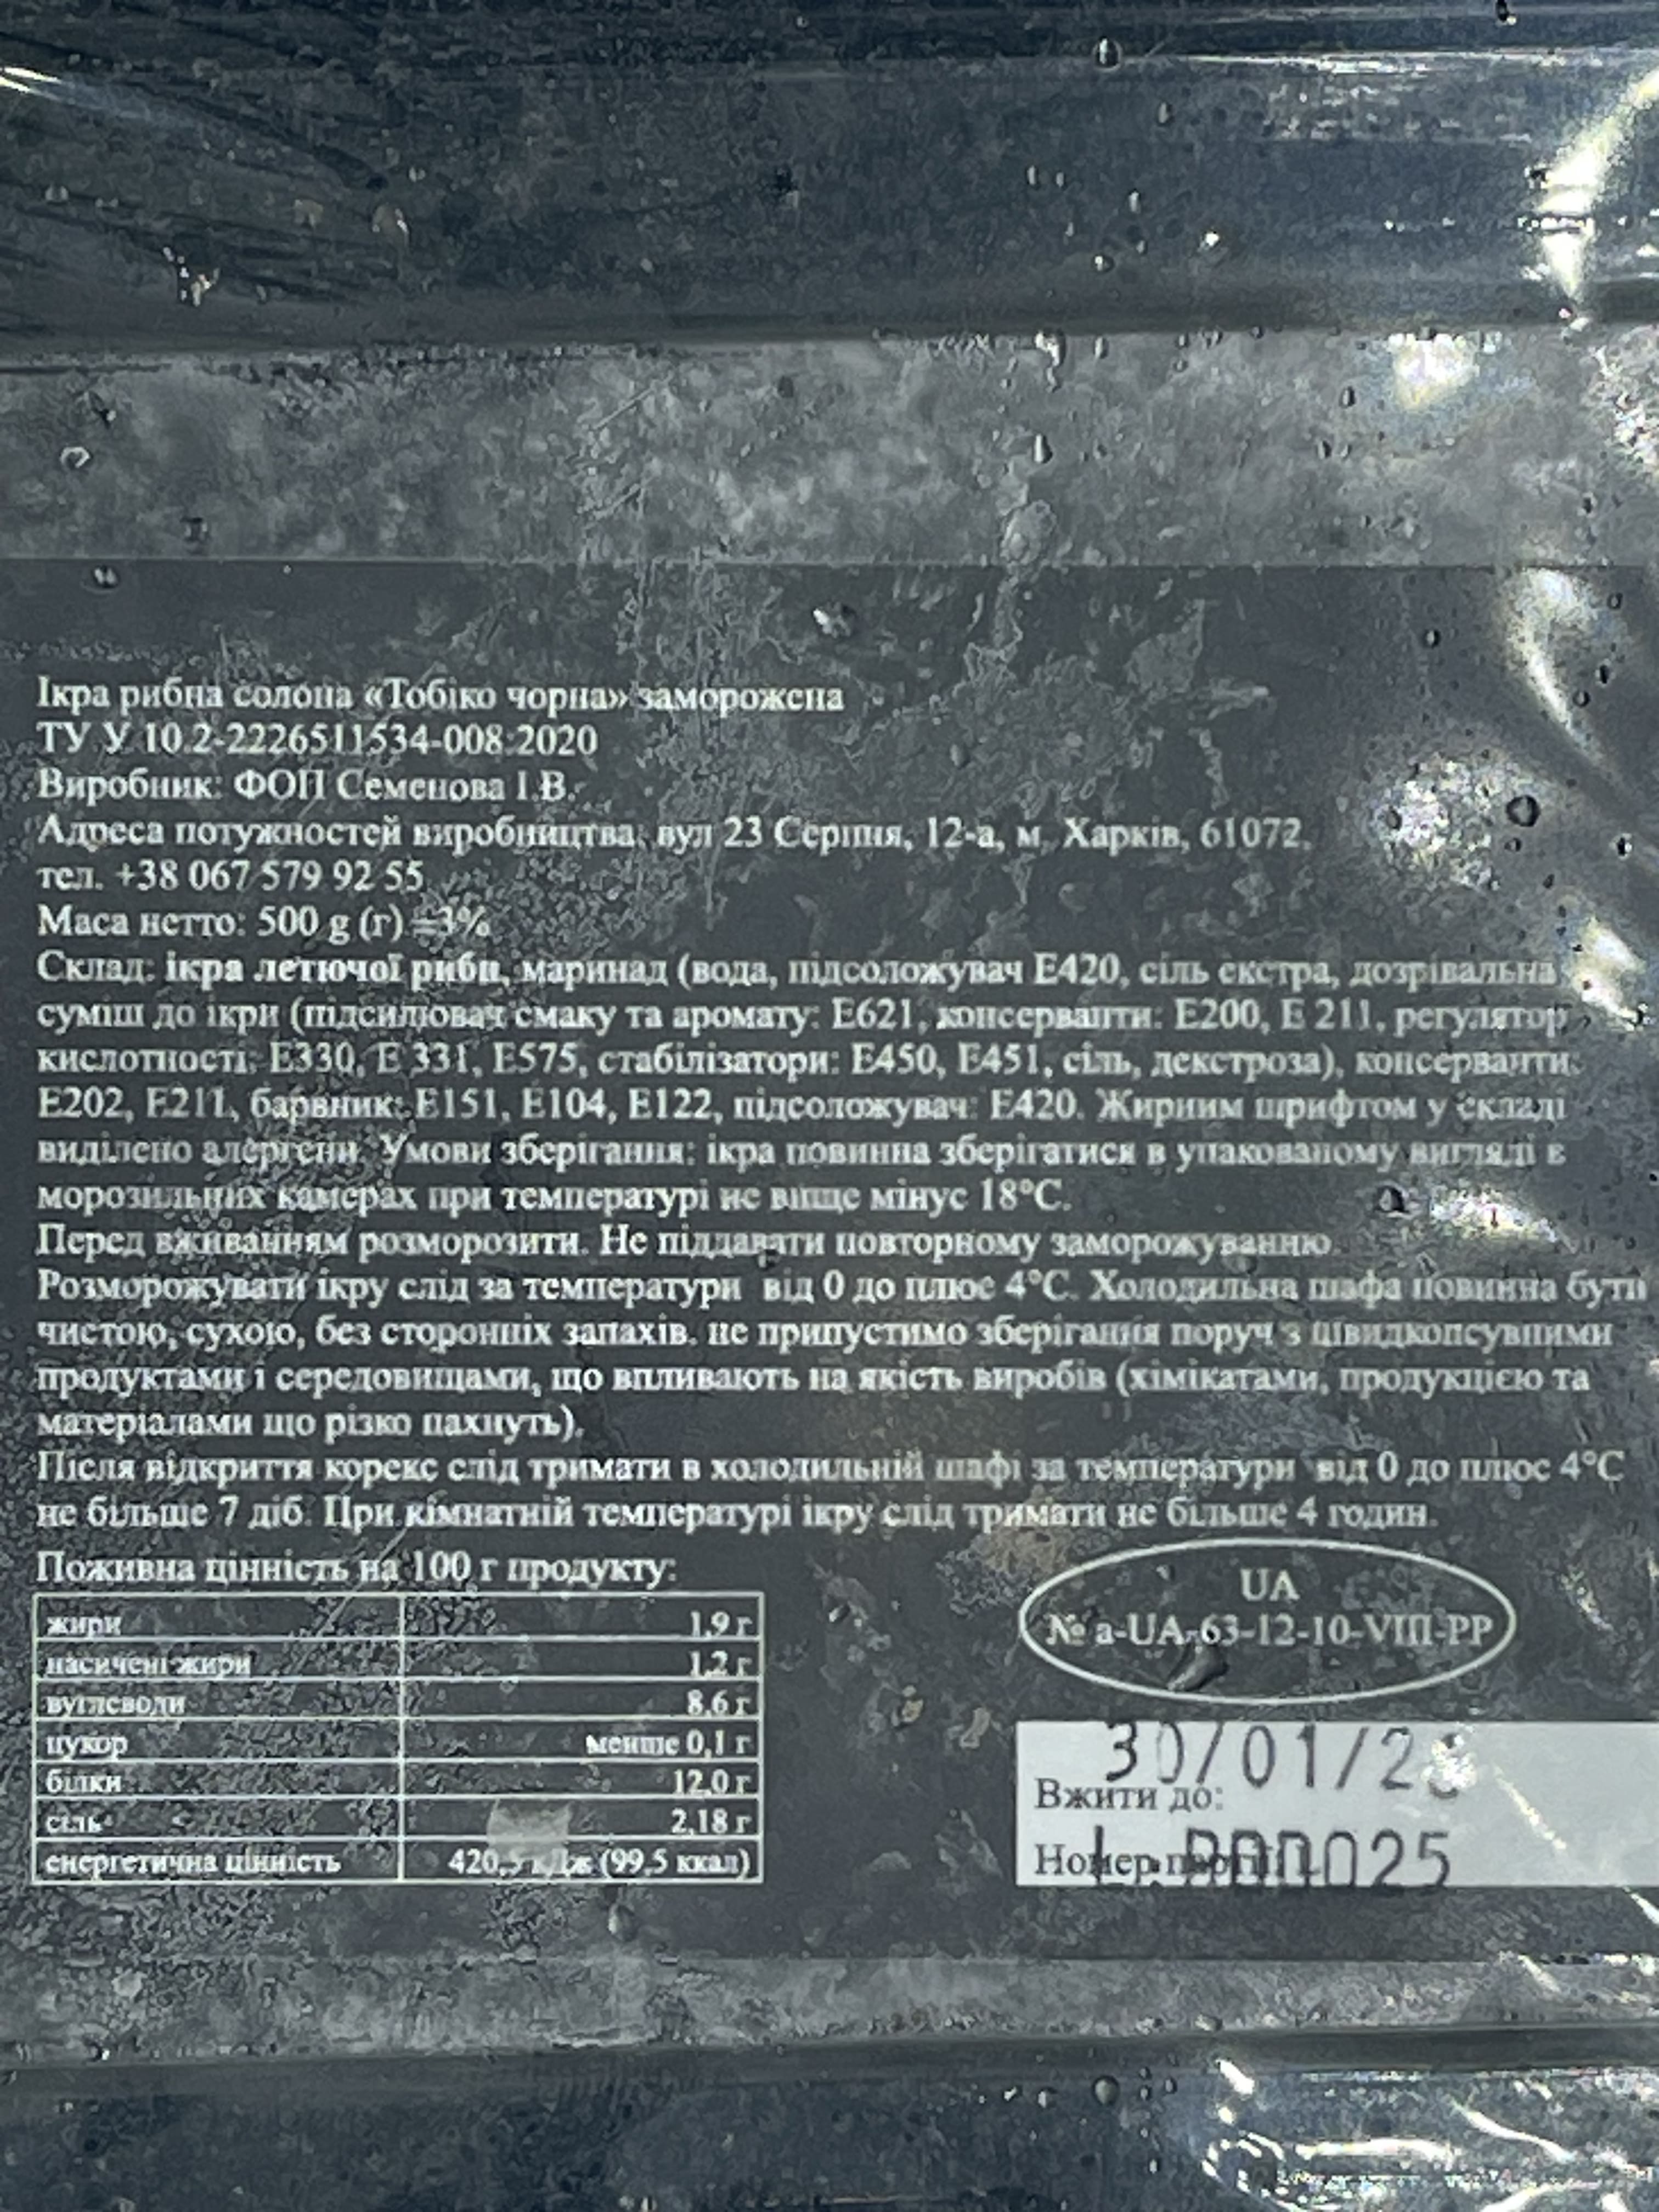 Ікра рибна солона «Тобіко чорна» заморожена
ТУ У 10.2-2226511534-008:2020
Виробник: ФОП Семенова І.В.
Адреса потужностей виробництва: вул 23 Серпня, 12-а, м. Харків, 61072,
тел. +38 067 579 92 55
Маса нетто: 500 g (г) ±3%
Склад: ікра летючої риби, маринад (вода, підсоложувач Е420, сіль екстра, дозрівальна
суміш до ікри (підсилювач смаку та аромату: Е621, консерванти: Е200, Е 211, регулятор
кислотності: Е330, Е 331, Е575, стабілізатори: Е450, Е451, сіль, декстроза), консерванти:
Е202, Е211, барвник: Е151, Е104, Е122, підсоложувач: Е420. Жирним шрифтом у складі
виділено алергени. Умови зберігання: ікра повинна зберігатися в упакованому вигляді в
морозильних камерах при температурі не вище мінус 18°С.
Перед вживанням розморозити. Не піддавати повторному заморожуванню.
Розморожувати ікру слід за температури від 0 до плюс 4°С. Холодильна шафа повинна бути
чистою, сухою, без сторонніх запахів. не припустимо зберігання поруч з швидкопсувними
продуктами і середовищами, що впливають на якість виробів (хімікатами, продукцією та
матеріалами що різко пахнуть).
Після відкриття корекс слід тримати в холодильній шафі за температури від 0 до плюс 4°С
не більше 7 діб. При кімнатній температурі ікру слід тримати не більше 4 годин.
Поживна цінність на 100 г продукту:
жири 1,9 г
насичені жири 1,2 г
вуглеводи 8,6 г
цукор менше 0,1 г
білки 12,0 г
сіль 2,18 г
енергетична цінність 420,5 кДж (99,5 ккал)
UA
№ a-UA-63-12-10-VIII-PP
Вжити до:
Номер партії: L